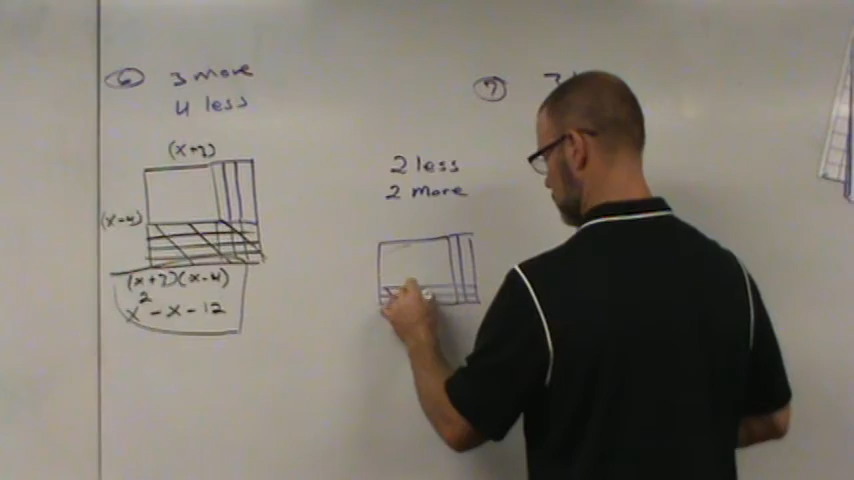 6 3 more
4 less
(x+3)
(x-4)
(x+3)(x-4)
x² - x - 12
2 less
2 more
7